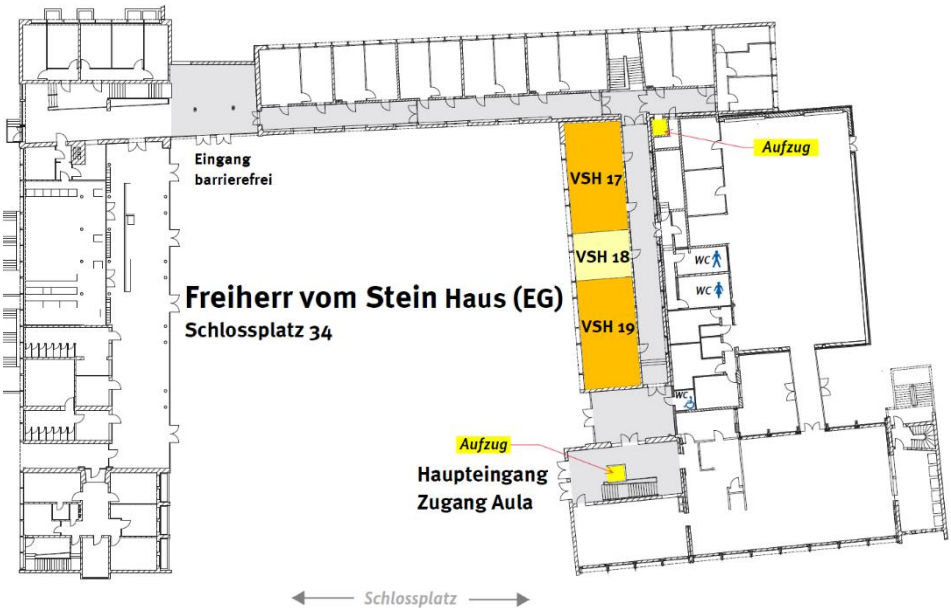 Aufzug
Eingang
barrierefrei
VSH 17
VSH 18
WC
WC
Freiherr vom Stein Haus (EG)
Schlossplatz 34
VSH 19
WC
Aufzug
Haupteingang
Zugang Aula
Schlossplatz